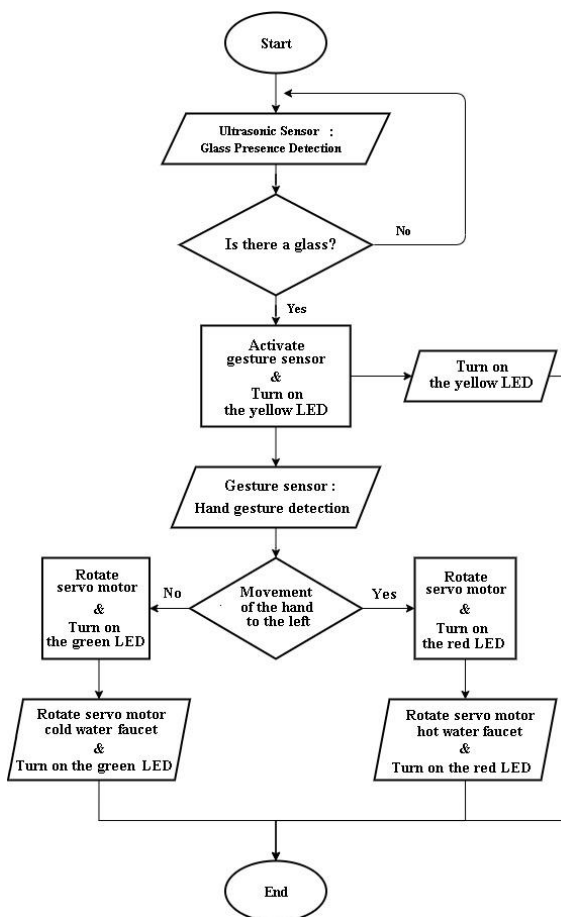 Start
Ultrasonic Sensor :
Glass Presence Detection
Is there a glass?
No
Yes
Activate
gesture sensor
&
Turn on
the yellow LED
Turn on
the yellow LED
Gesture sensor :
Hand gesture detection
Movement
of the hand
to the left
No
Yes
Rotate
servo motor
&
Turn on
the green LED
Rotate
servo motor
&
Turn on
the red LED
Rotate servo motor
cold water faucet
&
Turn on the green LED
Rotate servo motor
hot water faucet
&
Turn on the red LED
End